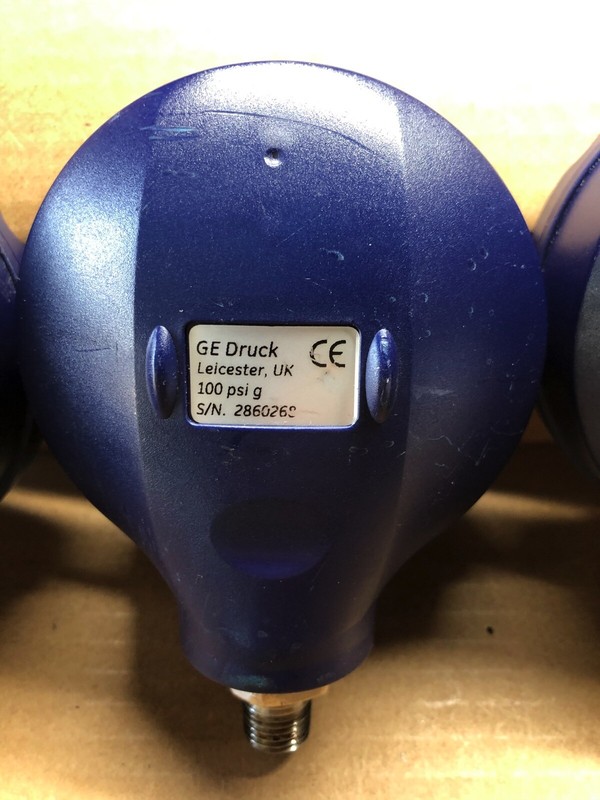 GE Druck CE
Leicester, UK
100 psi g
S/N.